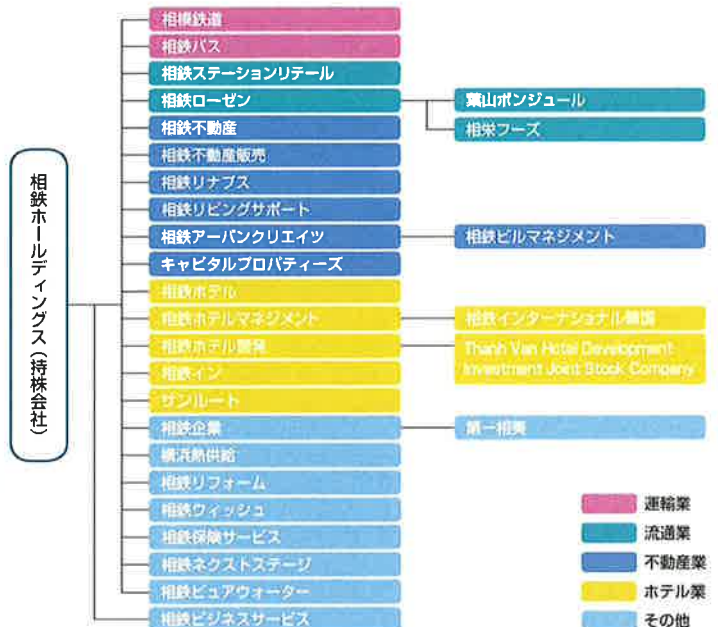 相鉄ホールディングス（持株会社）
相模鉄道
相鉄バス
相鉄ステーションリテール
相鉄ローゼン
葉山ボンジュール
相栄フーズ
相鉄不動産
相鉄不動産販売
相鉄リナプス
相鉄リビングサポート
相鉄アーバンクリエイツ
相鉄ビルマネジメント
キャピタルプロパティーズ
相鉄ホテル
相鉄ホテルマネジメント
相鉄インターナショナル韓国
相鉄ホテル開発
Thanh Van Hotel Development
Investment Joint Stock Company
相鉄イン
サンルート
相鉄企業
第一相美
横浜熱供給
相鉄リフォーム
相鉄ウィッシュ
相鉄保険サービス
相鉄ネクストステージ
相鉄ピュアウォーター
相鉄ビジネスサービス
運輸業
流通業
不動産業
ホテル業
その他